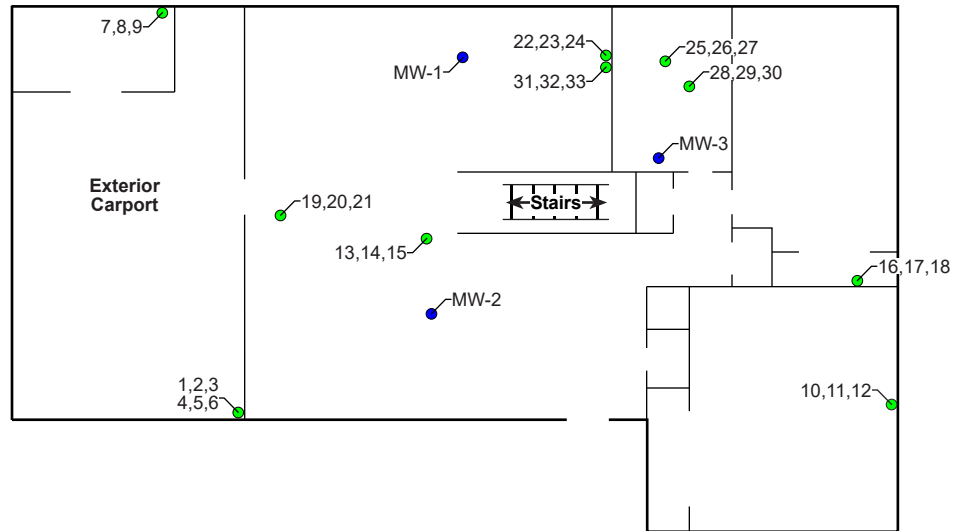 7,8,9
MW-1
22,23,24
31,32,33
25,26,27
28,29,30
MW-3
Exterior
Carport
Stairs
19,20,21
13,14,15
16,17,18
MW-2
1,2,3
4,5,6
10,11,12